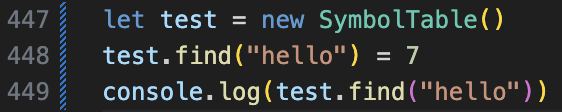 447 let test = new SymbolTable()
448 test.find("hello") = 7
449 console.log(test.find("hello"))